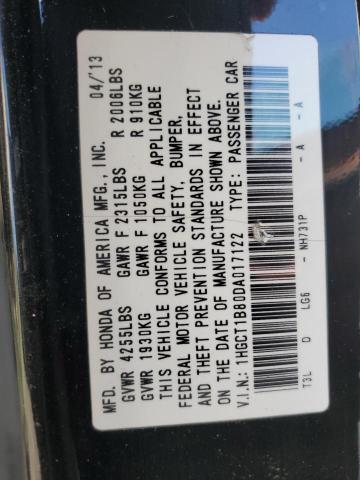 MFD. BY HONDA OF AMERICA MFG., INC. 04/'13
GVWR 4255LBS GAWR F 2315LBS R 2006LBS
GVWR 1930KG GAWR F 1050KG R 910KG
THIS VEHICLE CONFORMS TO ALL APPLICABLE
FEDERAL MOTOR VEHICLE SAFETY, BUMPER,
AND THEFT PREVENTION STANDARDS IN EFFECT
ON THE DATE OF MANUFACTURE SHOWN ABOVE.
V.I.N.: 1HGCT1B80DA017122 TYPE: PASSENGER CAR
T3L D LG6 - NH731P - A - A